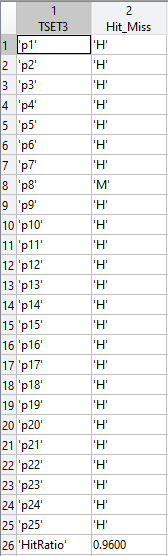 1 2
TSET3 Hit_Miss
1 'p1' 'H'
2 'p2' 'H'
3 'p3' 'H'
4 'p4' 'H'
5 'p5' 'H'
6 'p6' 'H'
7 'p7' 'H'
8 'p8' 'M'
9 'p9' 'H'
10 'p10' 'H'
11 'p11' 'H'
12 'p12' 'H'
13 'p13' 'H'
14 'p14' 'H'
15 'p15' 'H'
16 'p16' 'H'
17 'p17' 'H'
18 'p18' 'H'
19 'p19' 'H'
20 'p20' 'H'
21 'p21' 'H'
22 'p22' 'H'
23 'p23' 'H'
24 'p24' 'H'
25 'p25' 'H'
26 'HitRatio' 0.9600